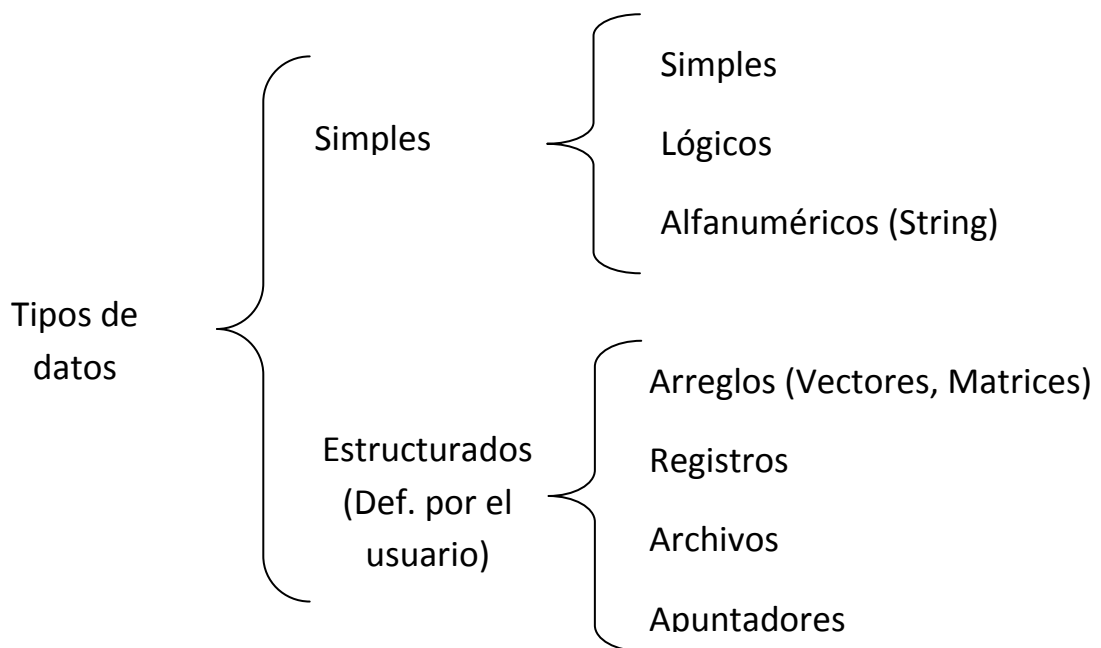 Tipos de
datos
Simples
Simples
Lógicos
Alfanuméricos (String)
Estructurados
(Def. por el
usuario)
Arreglos (Vectores, Matrices)
Registros
Archivos
Apuntadores